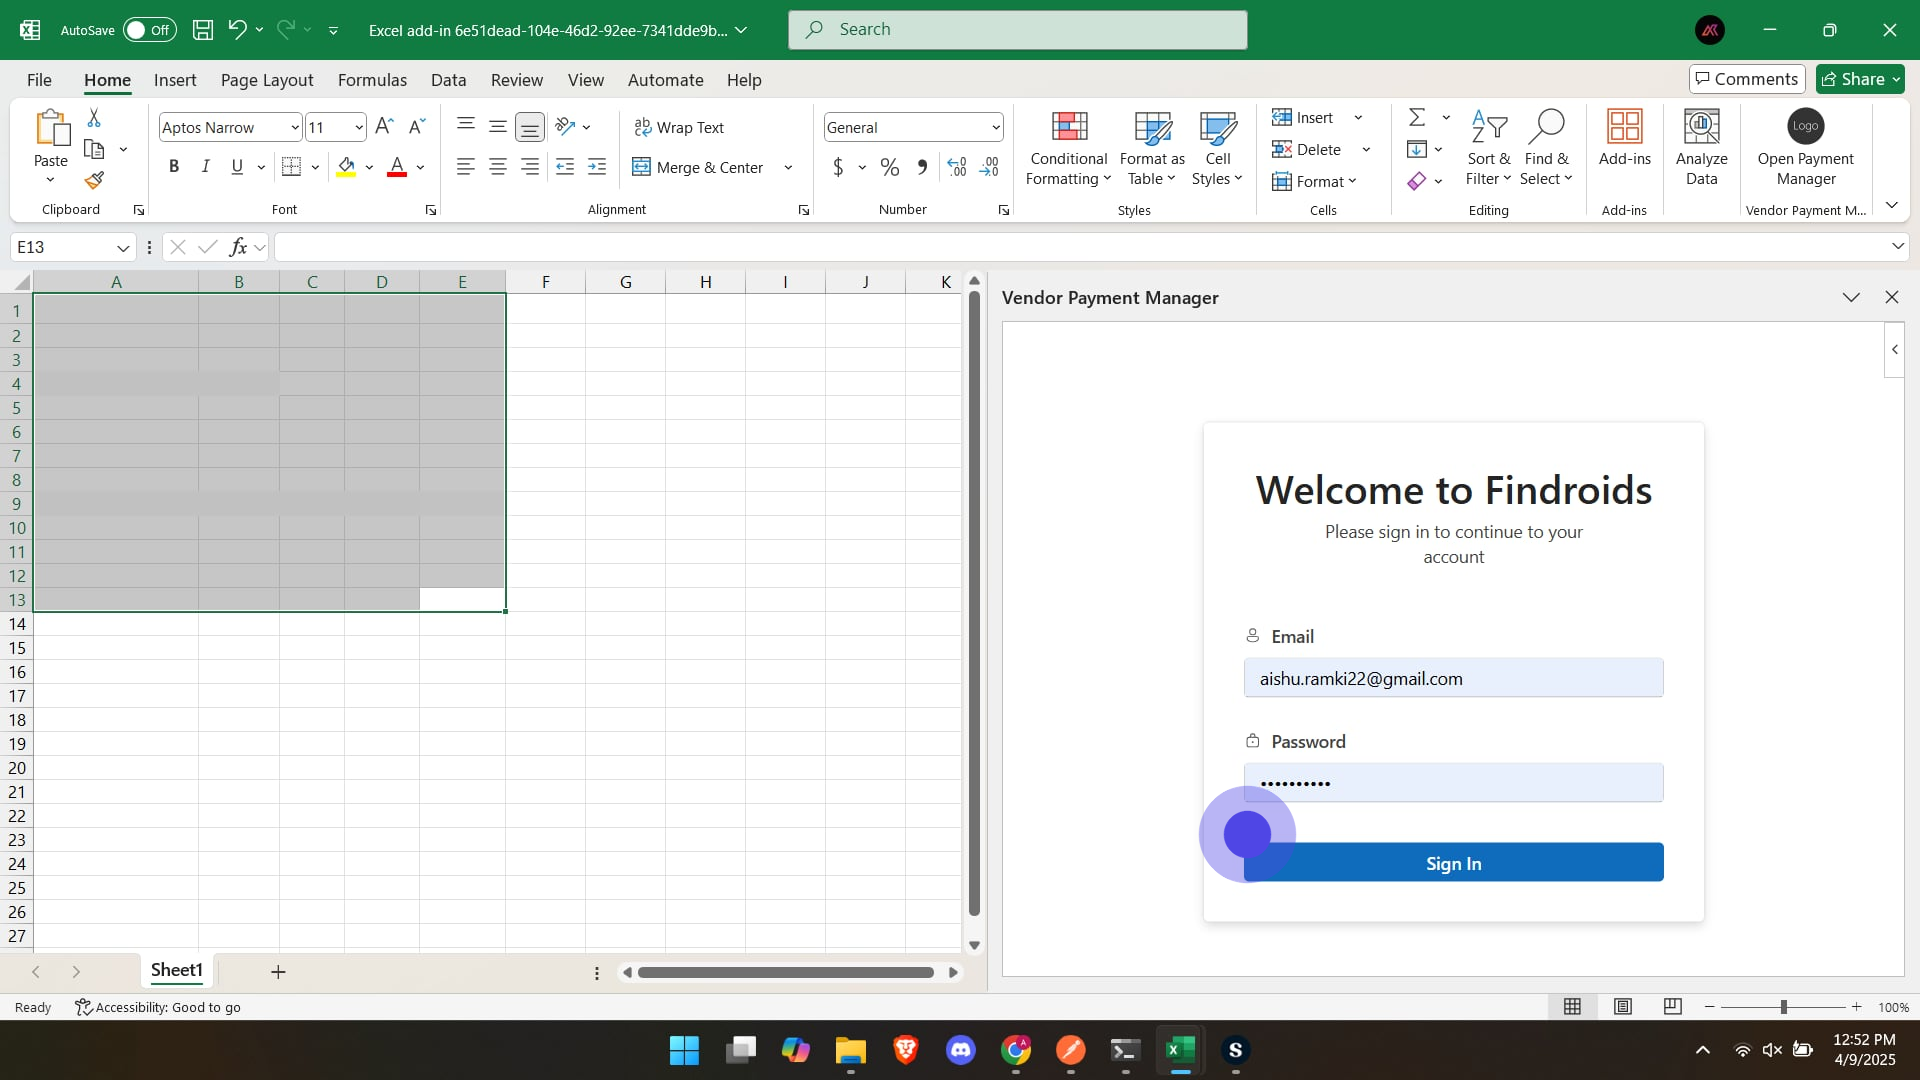 AutoSave Off Excel add-in 6e51dead-104e-46d2-92ee-7341dde9b... Search
File Home Insert Page Layout Formulas Data Review View Automate Help Comments Share
Paste
Clipboard
Aptos Narrow 11
B I U A
Font
ab Wrap Text
Merge & Center
Alignment
General
$ % 9
Number
Conditional Formatting
Format as Table
Cell Styles
Styles
Insert
Delete
Format
Cells
Sort & Filter
Find & Select
Editing
Add-ins
Add-ins
Analyze Data
Logo
Open Payment Manager
Vendor Payment M...
E13 fx
A B C D E F G H I J K
1
2
3
4
5
6
7
8
9
10
11
12
13
14
15
16
17
18
19
20
21
22
23
24
25
26
27
Vendor Payment Manager
Welcome to Findroids
Please sign in to continue to your
account
Email
aishu.ramki22@gmail.com
Password
••••••••••
Sign In
Sheet1
Ready Accessibility: Good to go 100%
12:52 PM
4/9/2025